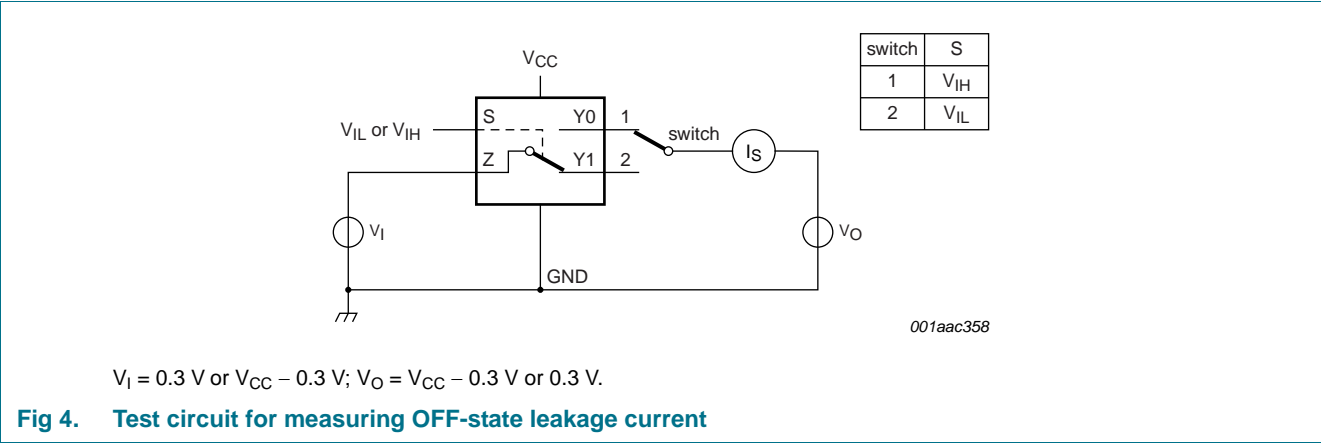 switch S
VCC
1 VIH
2 VIL
S Y0 1
VIL or VIH
switch
IS
Z Y1 2
VI
VO
GND
001aac358
VI = 0.3 V or VCC − 0.3 V; VO = VCC − 0.3 V or 0.3 V.
Fig 4. Test circuit for measuring OFF-state leakage current